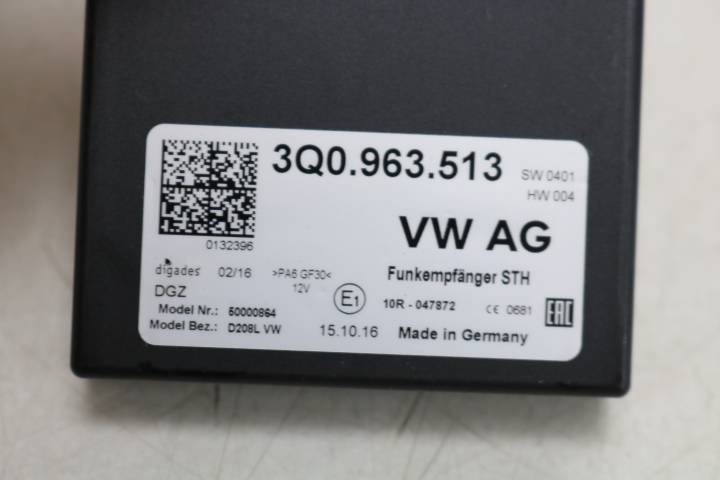 3Q0.963.513 SW 0401
HW 004
VW AG
0132396
digades 02/16 >PA6 GF30< Funkempfänger STH
12V
DGZ E1 10R - 047872 CE 0681 EAC
Model Nr.: 50000864
Model Bez.: D208L VW 15.10.16 Made in Germany